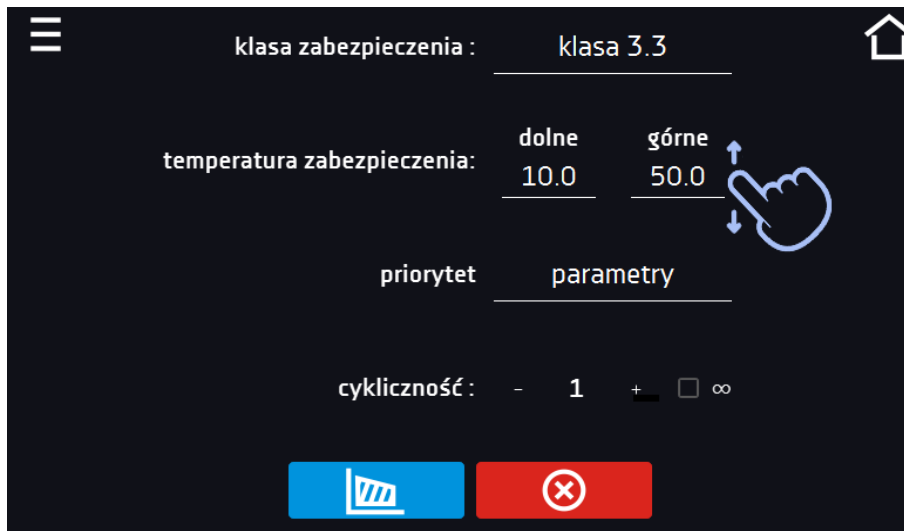 klasa zabezpieczenia : klasa 3.3
dolne górne
temperatura zabezpieczenia: 10.0 50.0
priorytet parametry
cykliczność : - 1 + ∞